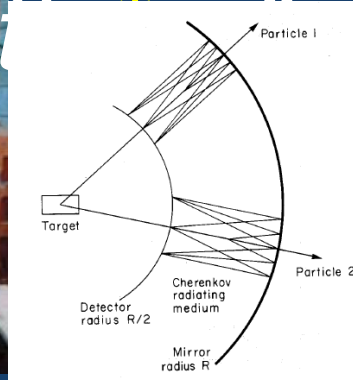 Particle 1
Target
Particle 2
Cherenkov
radiating
medium
Detector
radius R/2
Mirror
radius R